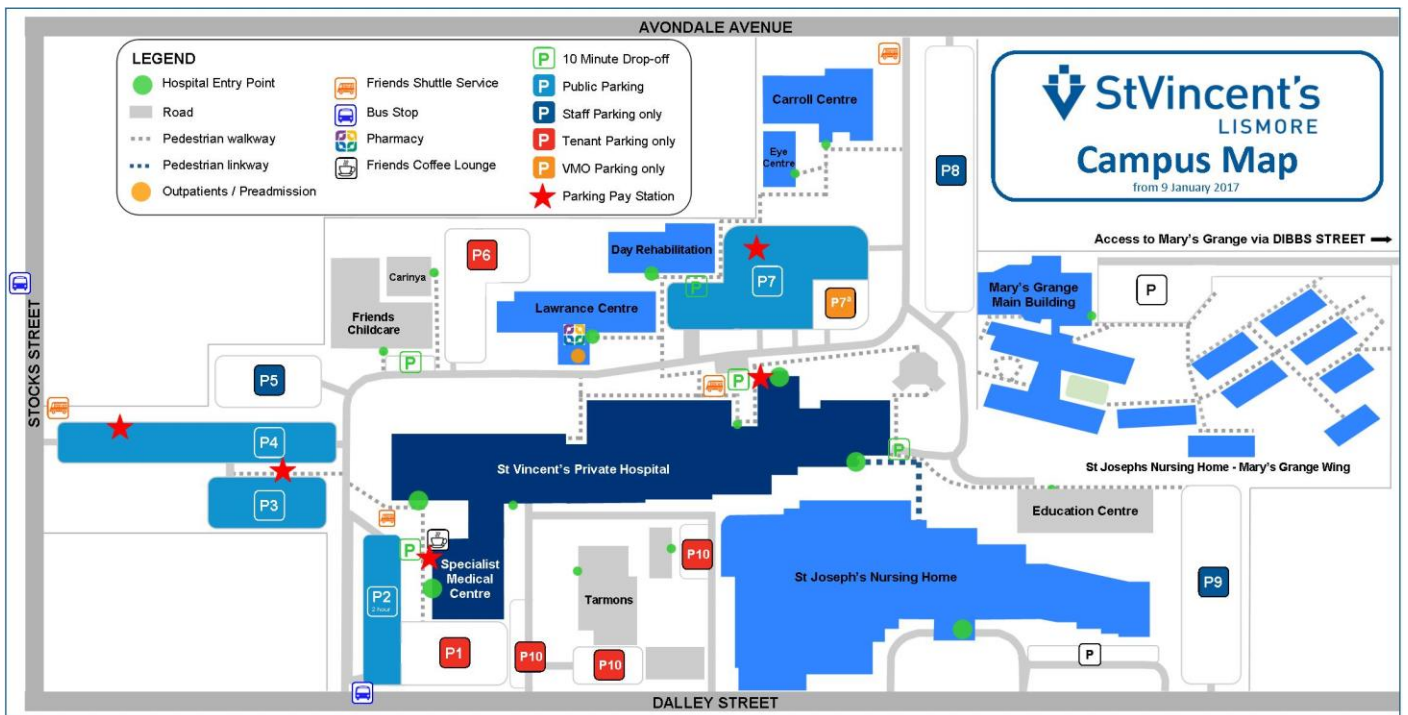 AVONDALE AVENUE
LEGEND
Hospital Entry Point
Road
Pedestrian walkway
Pedestrian linkway
Outpatients / Preadmission
Friends Shuttle Service
Bus Stop
Pharmacy
Friends Coffee Lounge
P 10 Minute Drop-off
P Public Parking
P Staff Parking only
P Tenant Parking only
P VMO Parking only
Parking Pay Station
StVincent's
LISMORE
Campus Map
from 9 January 2017
Carroll Centre
Eye
Centre
P8
Access to Mary's Grange via DIBBS STREET
Day Rehabilitation
P6
Carinya
P7
P
P7ª
Mary's Grange
Main Building
P
Lawrance Centre
Friends
Childcare
P
STOCKS STREET
P5
P
P4
St Vincent's Private Hospital
P
St Josephs Nursing Home - Mary's Grange Wing
P3
Education Centre
P
Specialist
Medical
Centre
P2
2 hour
P10
Tarmons
St Joseph's Nursing Home
P9
P1
P10
P10
P
DALLEY STREET